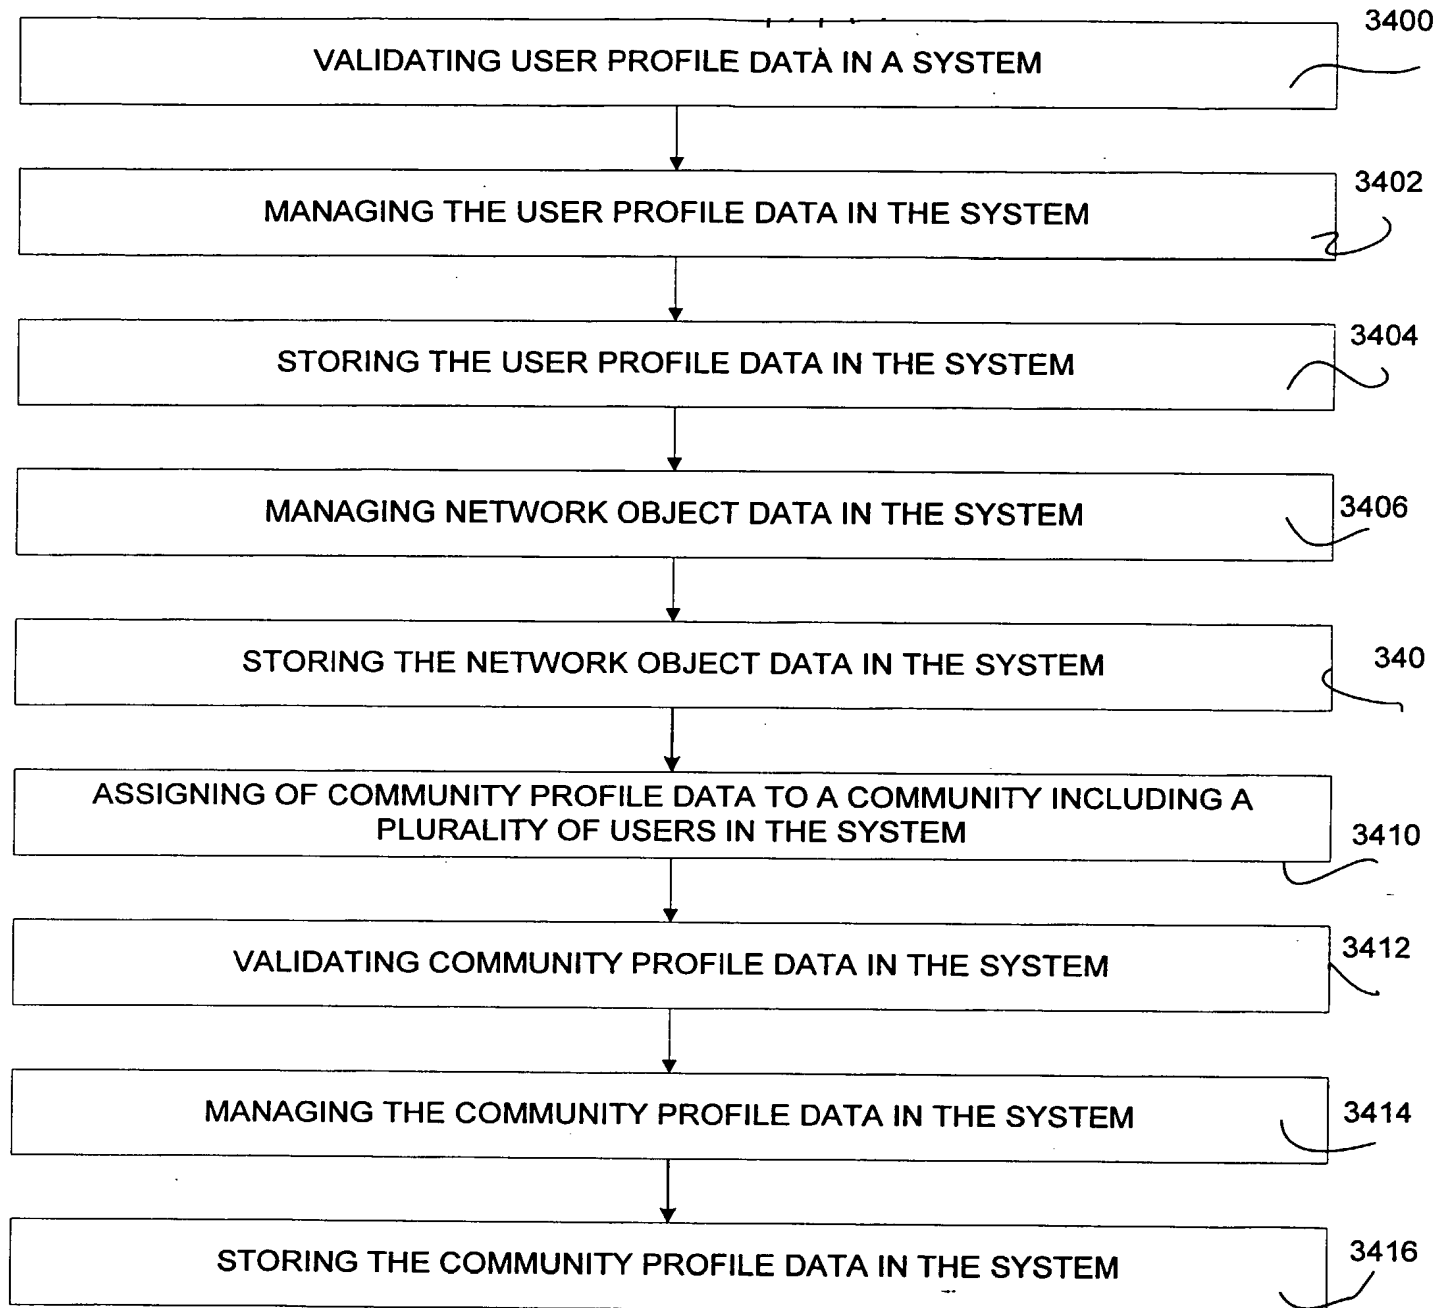 3400
VALIDATING USER PROFILE DATA IN A SYSTEM
3402
MANAGING THE USER PROFILE DATA IN THE SYSTEM
3404
STORING THE USER PROFILE DATA IN THE SYSTEM
3406
MANAGING NETWORK OBJECT DATA IN THE SYSTEM
340
STORING THE NETWORK OBJECT DATA IN THE SYSTEM
ASSIGNING OF COMMUNITY PROFILE DATA TO A COMMUNITY INCLUDING A
PLURALITY OF USERS IN THE SYSTEM
3410
3412
VALIDATING COMMUNITY PROFILE DATA IN THE SYSTEM
MANAGING THE COMMUNITY PROFILE DATA IN THE SYSTEM
3414
STORING THE COMMUNITY PROFILE DATA IN THE SYSTEM
3416